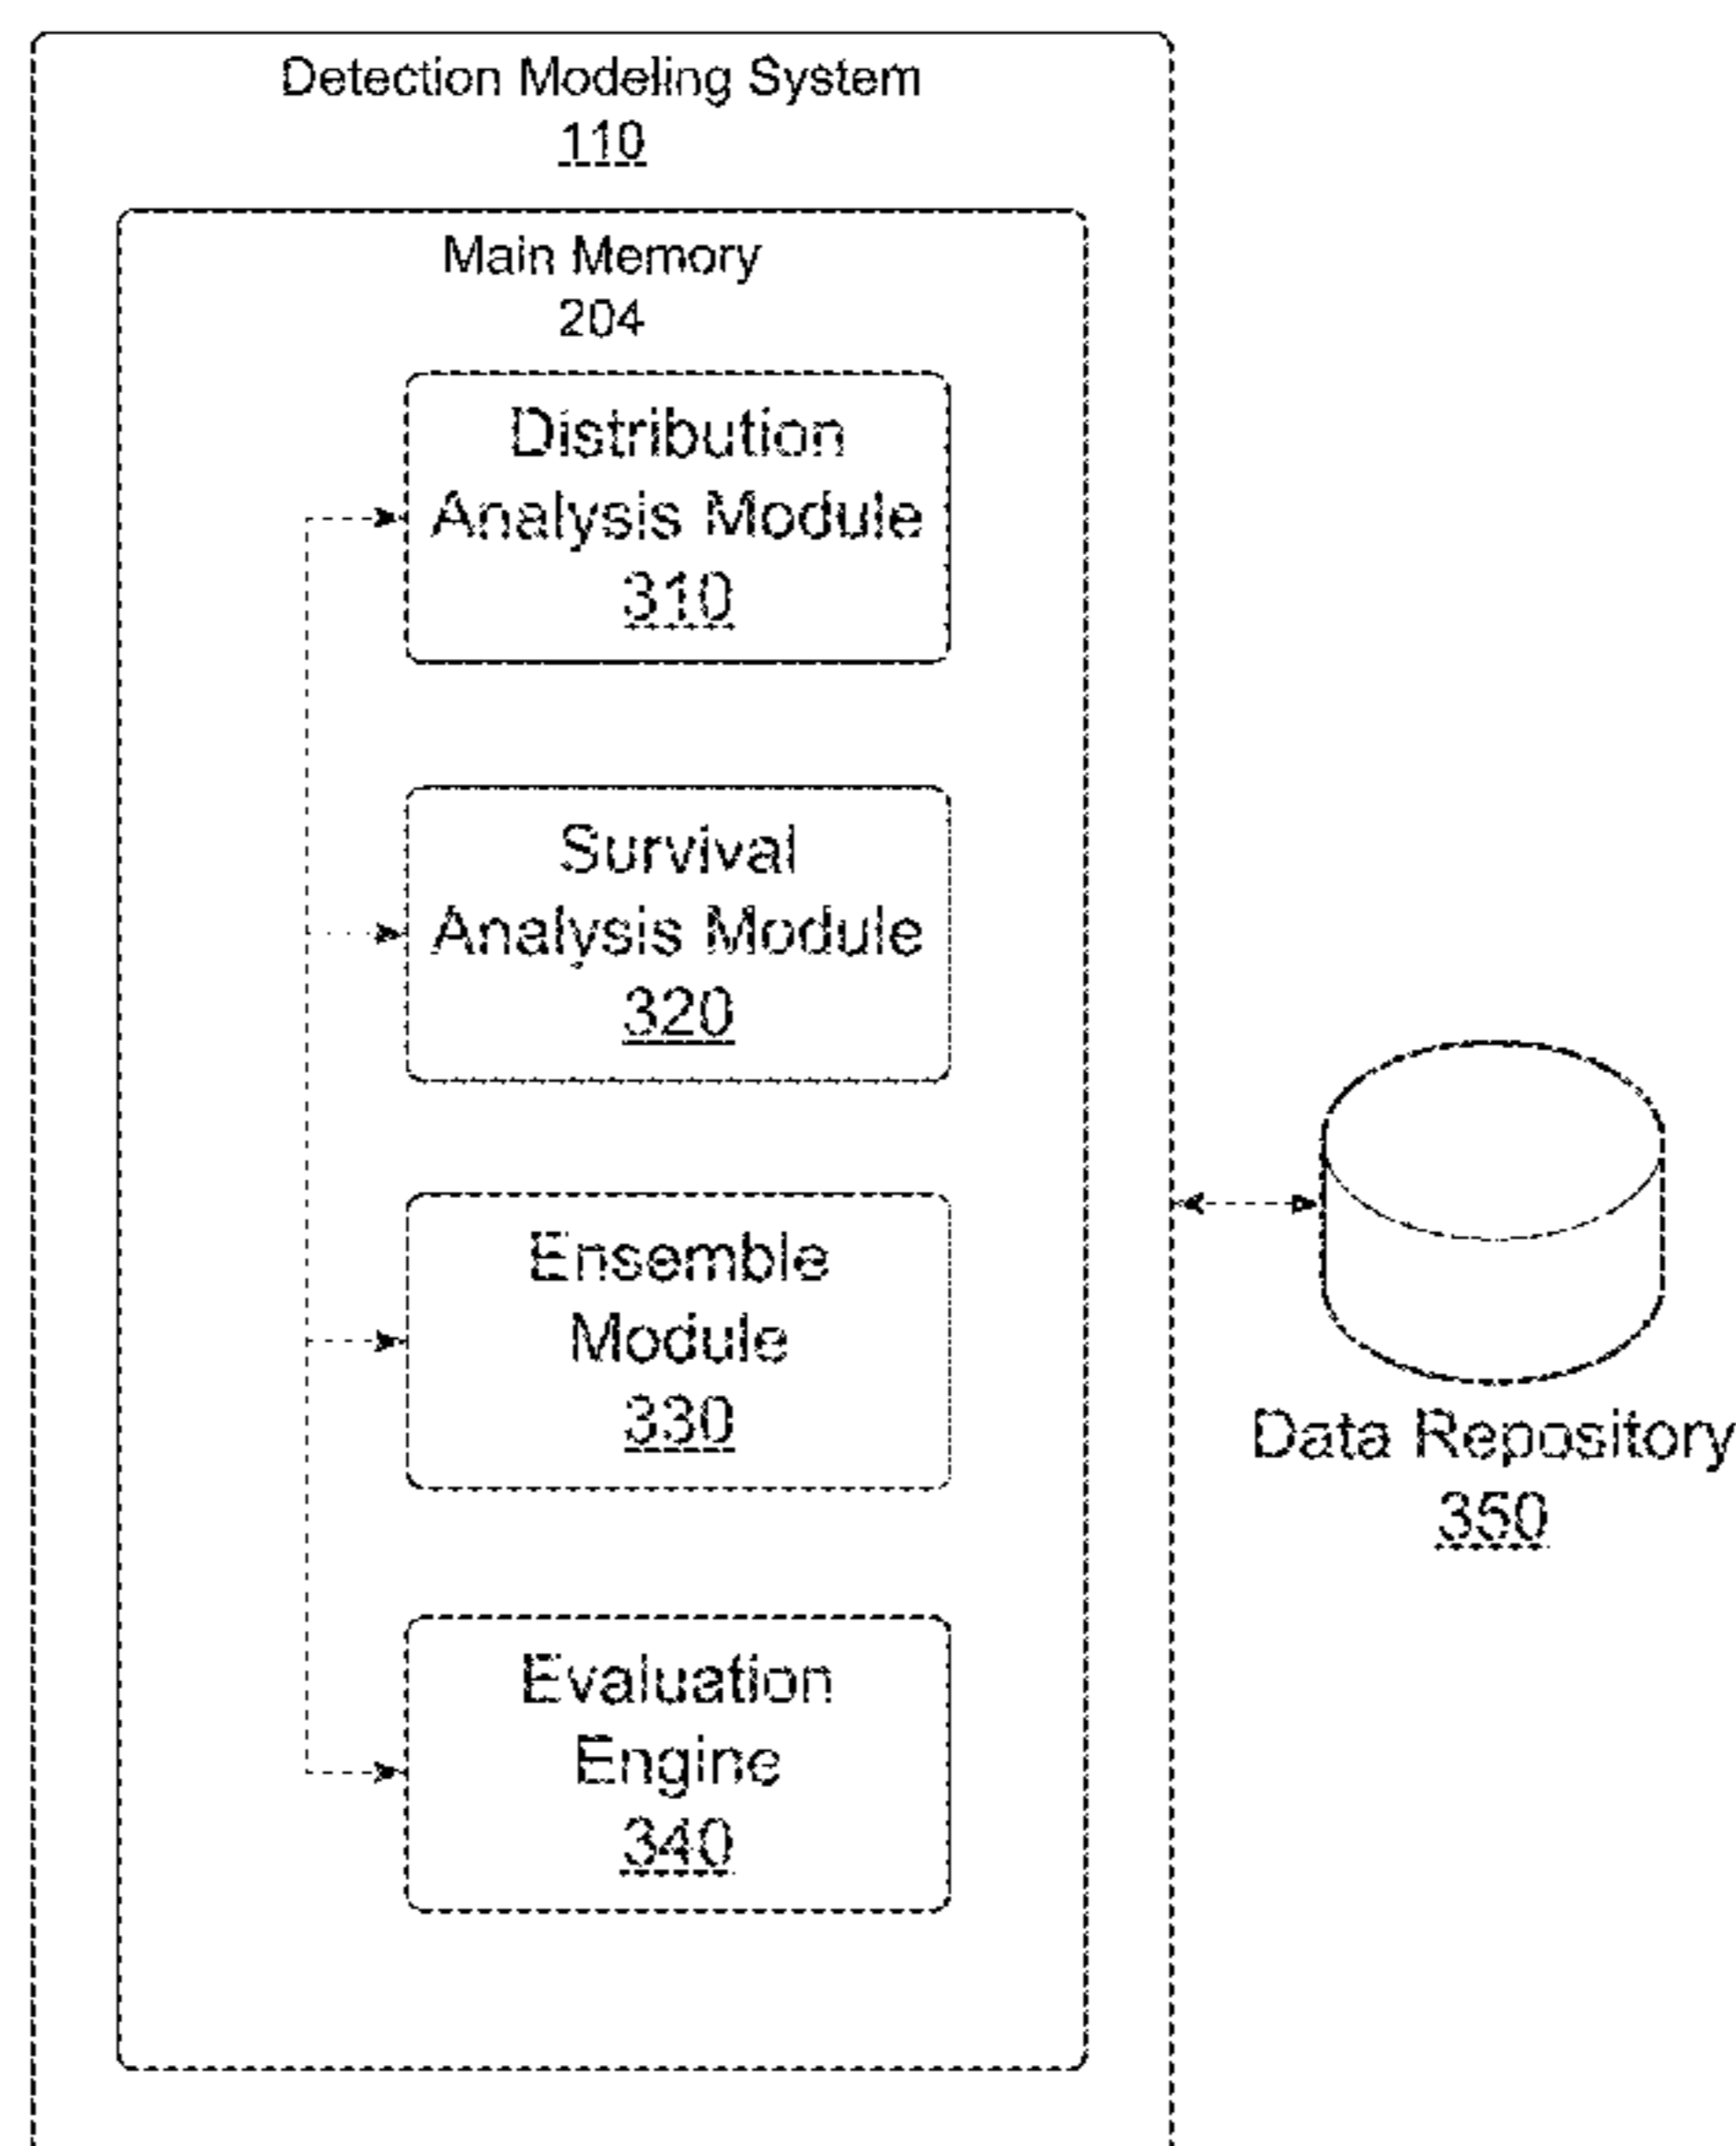 Detection Modeling System
110
Main Memory
204
Distribution
Analysis Module
310
Survival
Analysis Module
320
Ensemble
Module
330
Evaluation
Engine
340
Data Repository
350